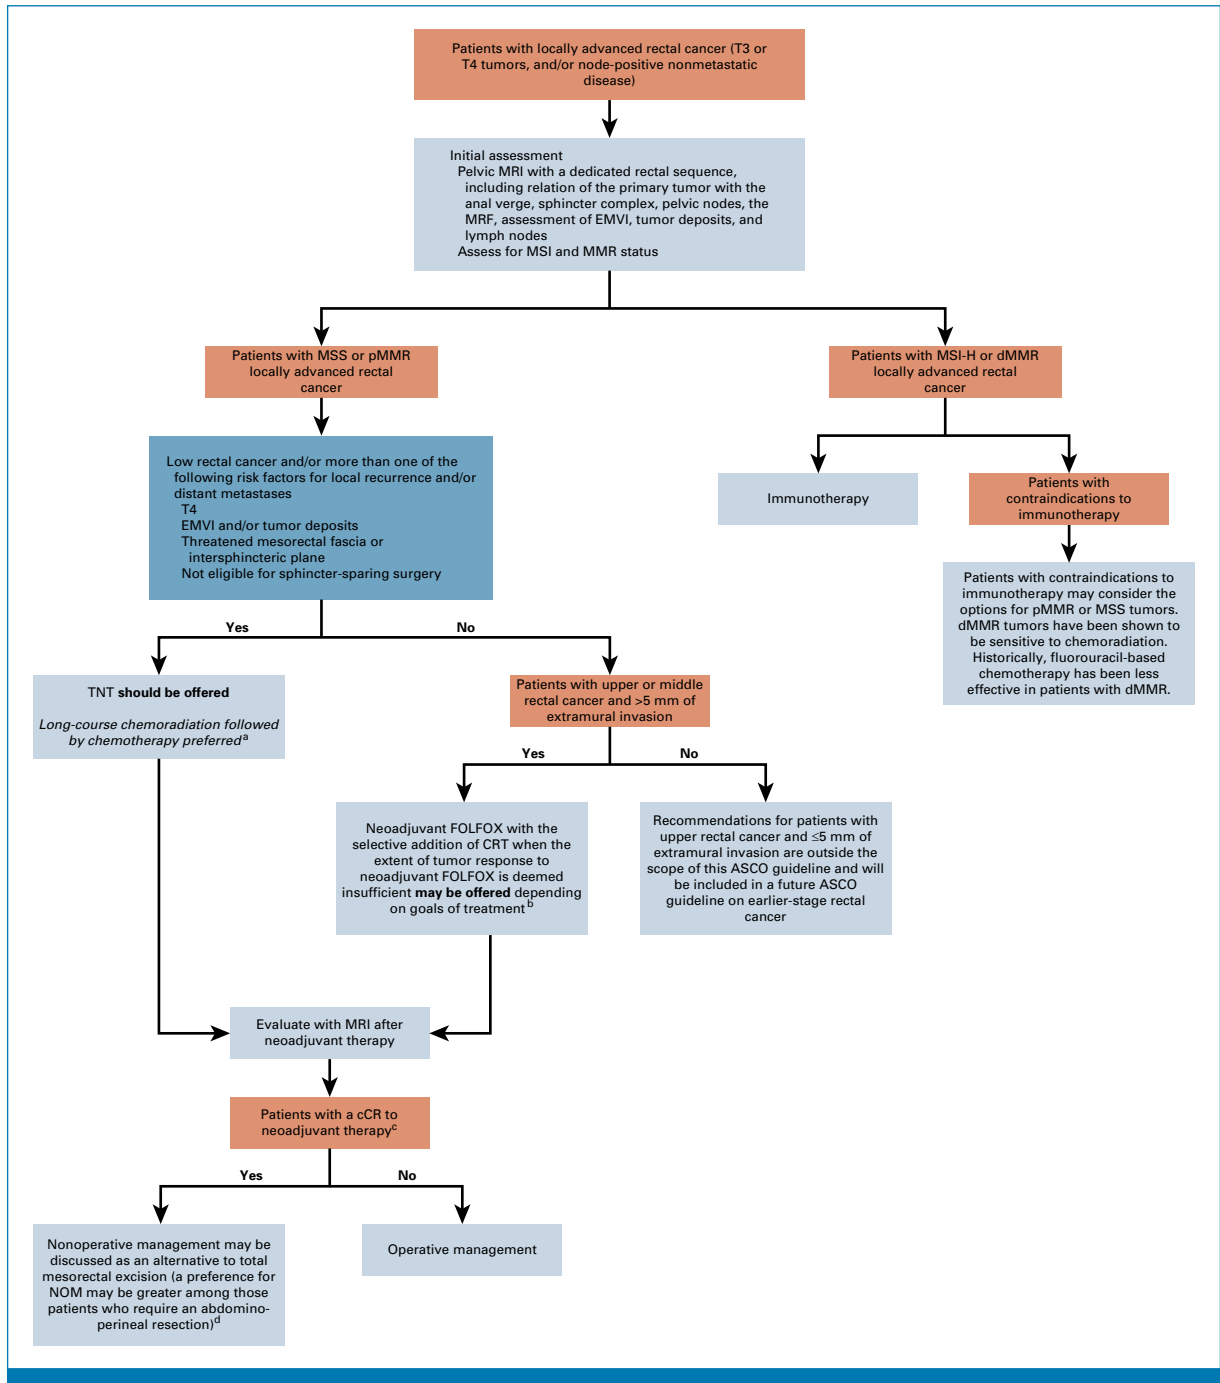 Patients with locally advanced rectal cancer (T3 or
T4 tumors, and/or node-positive nonmetastatic
disease)
Initial assessment
Pelvic MRI with a dedicated rectal sequence,
including relation of the primary tumor with the
anal verge, sphincter complex, pelvic nodes, the
MRF, assessment of EMVI, tumor deposits, and
lymph nodes
Assess for MSI and MMR status
Patients with MSS or pMMR
locally advanced rectal
cancer
Patients with MSI-H or dMMR
locally advanced rectal
cancer
Low rectal cancer and/or more than one of the
following risk factors for local recurrence and/or
distant metastases
T4
EMVI and/or tumor deposits
Threatened mesorectal fascia or
intersphincteric plane
Not eligible for sphincter-sparing surgery
Immunotherapy
Patients with
contraindications to
immunotherapy
Patients with contraindications to
immunotherapy may consider the
options for pMMR or MSS tumors.
dMMR tumors have been shown to
be sensitive to chemoradiation.
Historically, fluorouracil-based
chemotherapy has been less
effective in patients with dMMR.
Yes
No
TNT should be offered
Long-course chemoradiation followed
by chemotherapy preferred^a
Patients with upper or middle
rectal cancer and >5 mm of
extramural invasion
Yes
No
Neoadjuvant FOLFOX with the
selective addition of CRT when the
extent of tumor response to
neoadjuvant FOLFOX is deemed
insufficient may be offered depending
on goals of treatment^b
Recommendations for patients with
upper rectal cancer and ≤5 mm of
extramural invasion are outside the
scope of this ASCO guideline and will
be included in a future ASCO
guideline on earlier-stage rectal
cancer
Evaluate with MRI after
neoadjuvant therapy
Patients with a cCR to
neoadjuvant therapy^c
Yes
No
Nonoperative management may be
discussed as an alternative to total
mesorectal excision (a preference for
NOM may be greater among those
patients who require an abdomino-
perineal resection)^d
Operative management